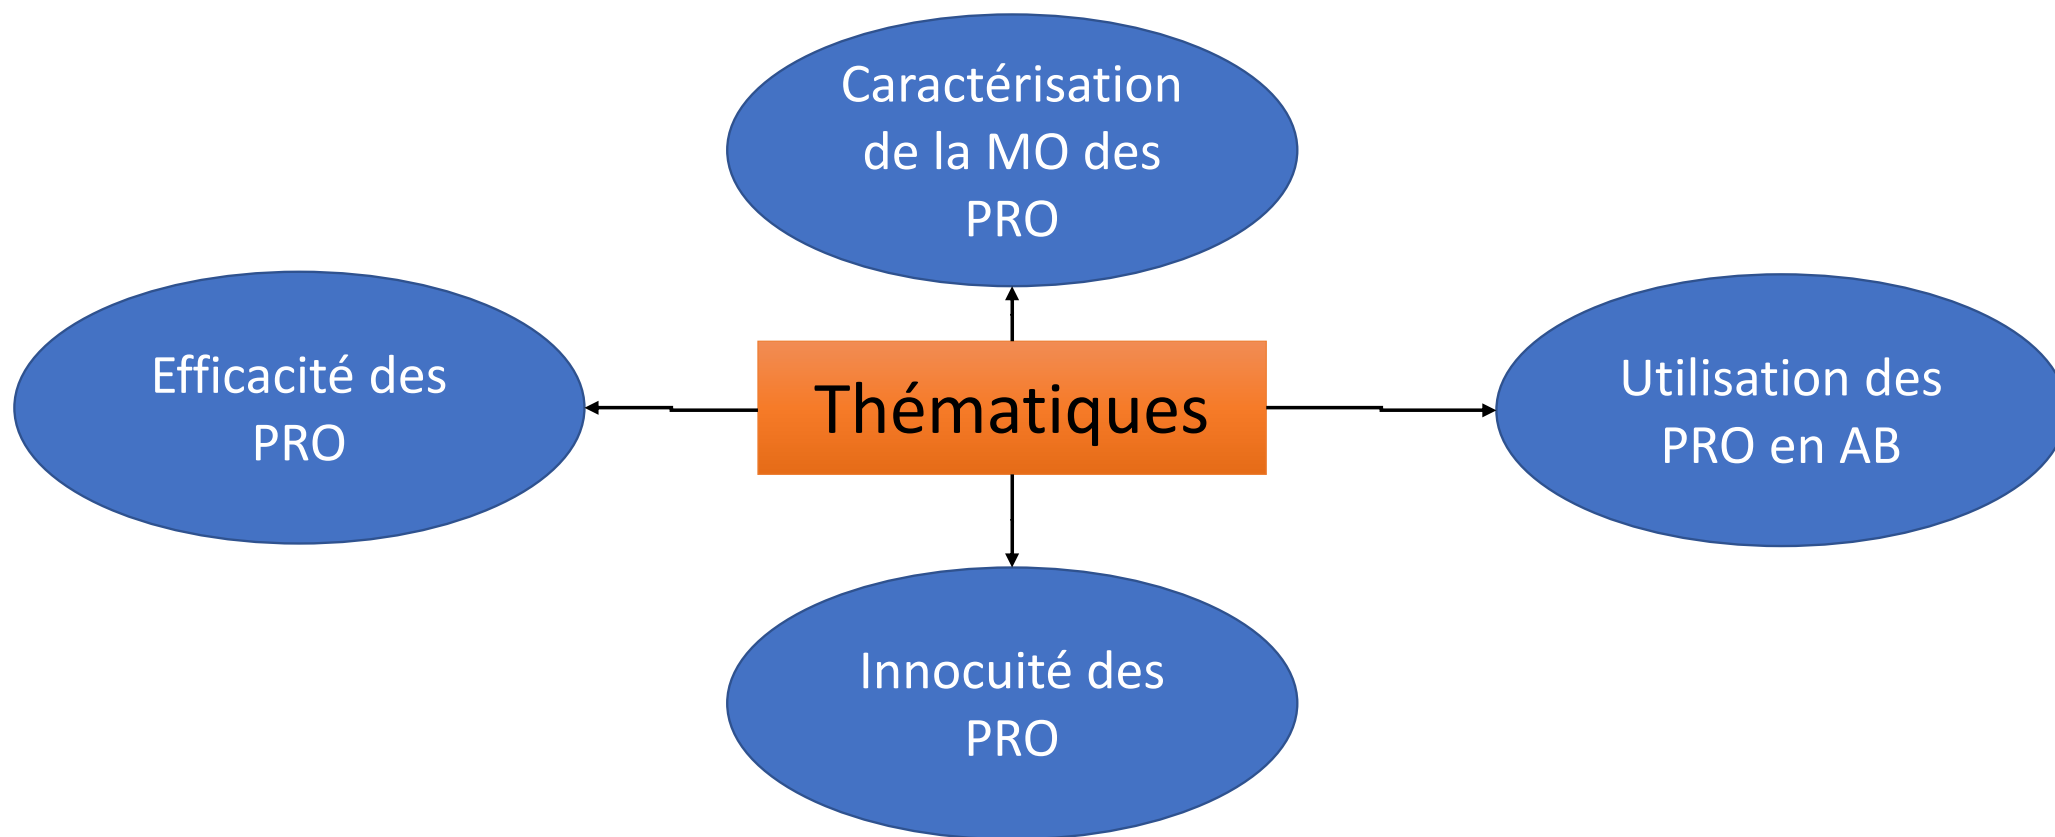 Caractérisation
de la MO des
PRO
Efficacité des
PRO
Thématiques
Utilisation des
PRO en AB
Innocuité des
PRO